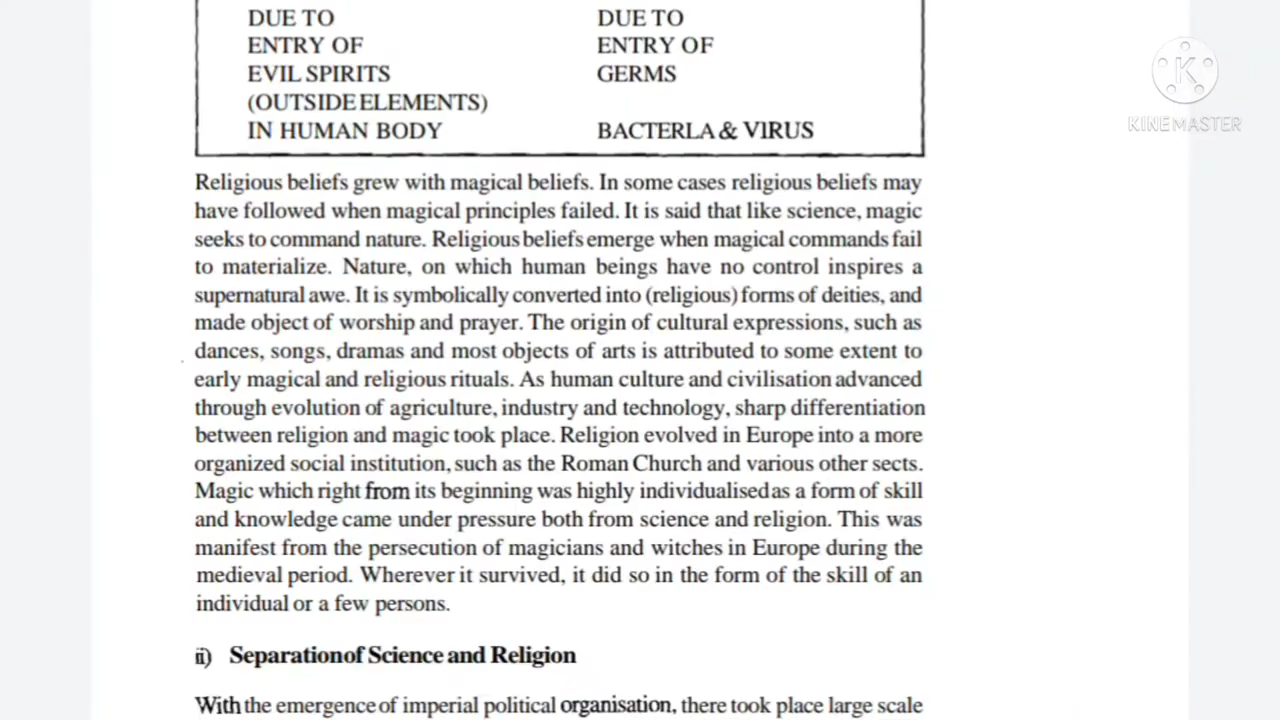 DUE TO DUE TO
ENTRY OF ENTRY OF
EVIL SPIRITS GERMS
(OUTSIDE ELEMENTS)
IN HUMAN BODY BACTERLA & VIRUS
K
KINEMASTER
Religious beliefs grew with magical beliefs. In some cases religious beliefs may
have followed when magical principles failed. It is said that like science, magic
seeks to command nature. Religious beliefs emerge when magical commands fail
to materialize. Nature, on which human beings have no control inspires a
supernatural awe. It is symbolically converted into (religious) forms of deities, and
made object of worship and prayer. The origin of cultural expressions, such as
dances, songs, dramas and most objects of arts is attributed to some extent to
early magical and religious rituals. As human culture and civilisation advanced
through evolution of agriculture, industry and technology, sharp differentiation
between religion and magic took place. Religion evolved in Europe into a more
organized social institution, such as the Roman Church and various other sects.
Magic which right from its beginning was highly individualised as a form of skill
and knowledge came under pressure both from science and religion. This was
manifest from the persecution of magicians and witches in Europe during the
medieval period. Wherever it survived, it did so in the form of the skill of an
individual or a few persons.
ii) Separation of Science and Religion
With the emergence of imperial political organisation, there took place large scale